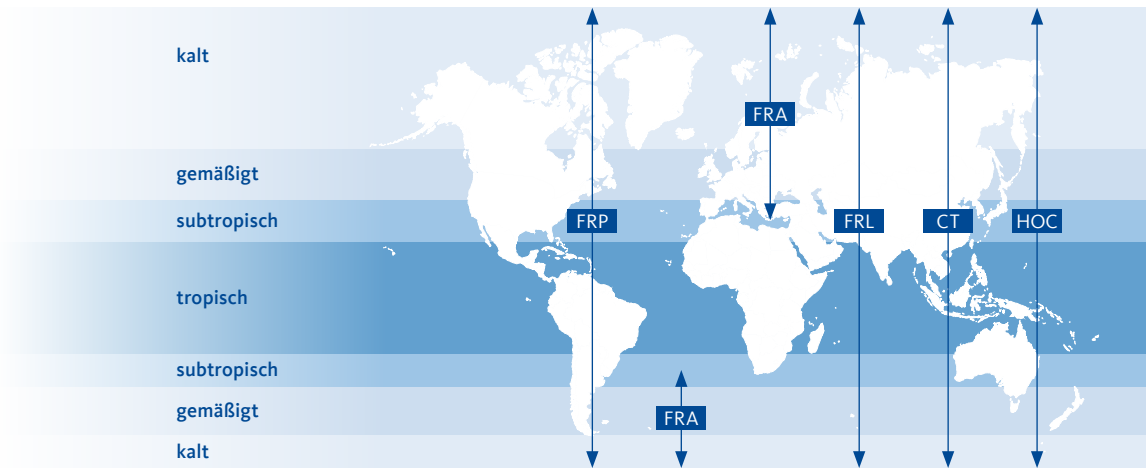 kalt
FRA
gemäßigt
subtropisch
FRP
FRL
CT
HOC
tropisch
subtropisch
gemäßigt
FRA
kalt